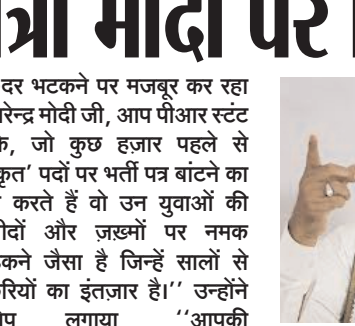 मोदी पर
दर भटकने पर मजबूर कर रहा
रेन्द्र मोदी जी, आप पीआर स्टंट
के, जो कुछ हज़ार पहले से
कृत’ पदों पर भर्ती पत्र बांटने का
करते हैं वो उन युवाओं की
मीदों और ज़ख़्मों पर नमक
कने जैसा है जिन्हें सालों से
रियों का इंतज़ार है।’’ उन्होंने
लगाया ‘‘आपकी